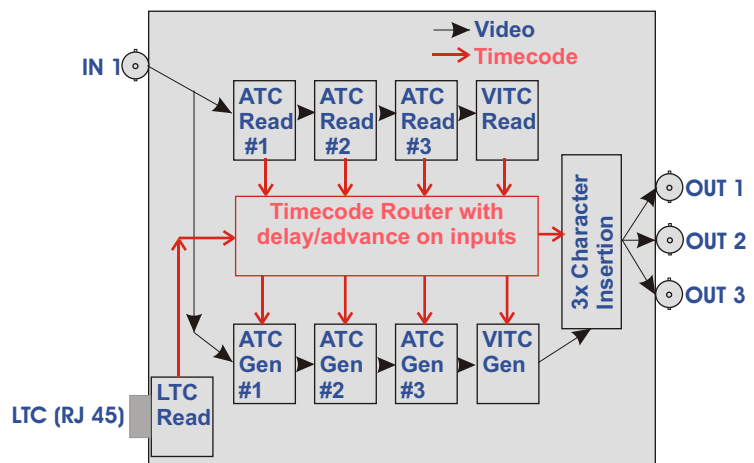 Video
Timecode
IN 1
ATC
Read
#1
ATC
Read
#2
ATC
Read
#3
VITC
Read
Timecode Router with
delay/advance on inputs
3x Character
Insertion
OUT 1
OUT 2
OUT 3
ATC
Gen
#1
ATC
Gen
#2
ATC
Gen
#3
VITC
Gen
LTC (RJ 45)
LTC
Read